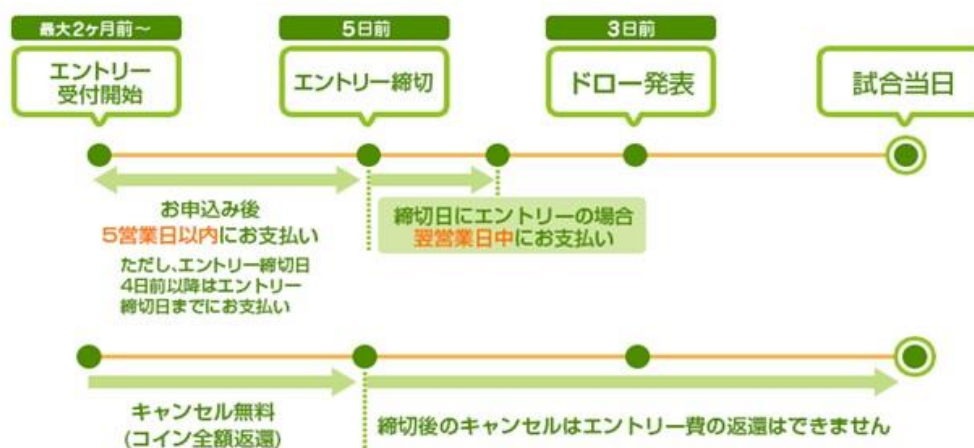 最大2ヶ月前～
5日前
3日前
エントリー
受付開始
エントリー締切
ドロー発表
試合当日
お申込み後
5営業日以内にお支払い
ただし、エントリー締切日
4日前以降はエントリー
締切日までにお支払い
締切日にエントリーの場合
翌営業日中にお支払い
キャンセル無料
(コイン全額返還)
締切後のキャンセルはエントリー費の返還はできません